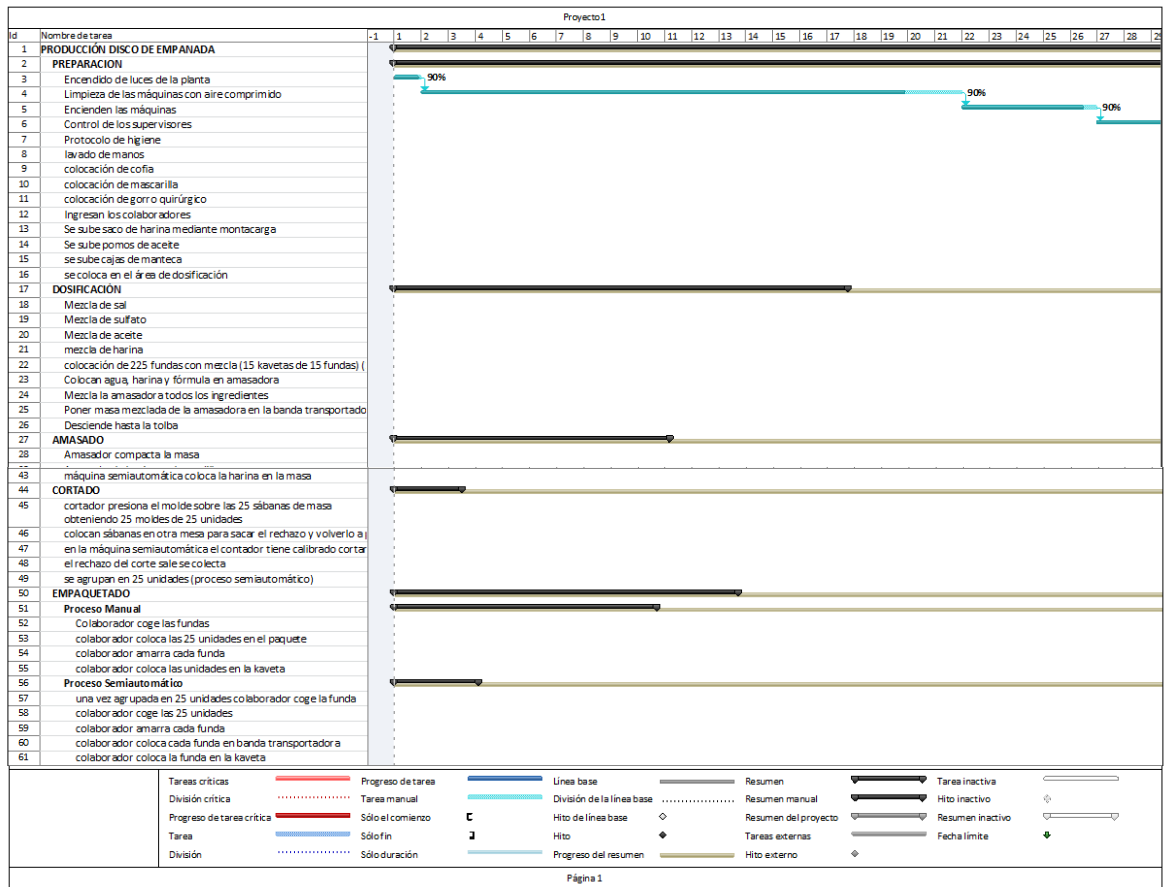 Proyecto1
Id Nombre de tarea -1 1 2 3 4 5 6 7 8 9 10 11 12 13 14 15 16 17 18 19 20 21 22 23 24 25 26 27 28 29
1 PRODUCCIÓN DISCO DE EMPANADA
2 PREPARACION
3 Encendido de luces de la planta 90%
4 Limpieza de las máquinas con aire comprimido 90%
5 Encienden las máquinas 90%
6 Control de los supervisores
7 Protocolo de higiene
8 lavado de manos
9 colocación de cofia
10 colocación de mascarilla
11 colocación de gorro quirúrgico
12 Ingresan los colaboradores
13 Se sube saco de harina mediante montacarga
14 Se sube pomos de aceite
15 se sube cajas de manteca
16 se coloca en el área de dosificación
17 DOSIFICACIÓN
18 Mezcla de sal
19 Mezcla de sulfato
20 Mezcla de aceite
21 mezcla de harina
22 colocación de 225 fundas con mezcla (15 kavetas de 15 fundas) (
23 Colocan agua, harina y fórmula en amasadora
24 Mezcla la amasadora todos los ingredientes
25 Poner masa mezclada de la amasadora en la banda transportado
26 Desciende hasta la tolba
27 AMASADO
28 Amasador compacta la masa
43 máquina semiautomática coloca la harina en la masa
44 CORTADO
45 cortador presiona el molde sobre las 25 sábanas de masa
obteniendo 25 moldes de 25 unidades
46 colocan sábanas en otra mesa para sacar el rechazo y volverlo a
47 en la máquina semiautomática el contador tiene calibrado cortar
48 el rechazo del corte sale se colecta
49 se agrupan en 25 unidades (proceso semiautomático)
50 EMPAQUETADO
51 Proceso Manual
52 Colaborador coge las fundas
53 colaborador coloca las 25 unidades en el paquete
54 colaborador amarra cada funda
55 colaborador coloca las unidades en la kaveta
56 Proceso Semiautomático
57 una vez agrupada en 25 unidades colaborador coge la funda
58 colaborador coge las 25 unidades
59 colaborador amarra cada funda
60 colaborador coloca cada funda en banda transportadora
61 colaborador coloca la funda en la kaveta
Tareas críticas Progreso de tarea Línea base Resumen Tarea inactiva
División crítica Tarea manual División de la línea base Resumen manual Hito inactivo
Progreso de tarea crítica Sólo el comienzo Hito de línea base Resumen del proyecto Resumen inactivo
Tarea Sólo fin Hito Tareas externas Fecha límite
División Sólo duración Progreso del resumen Hito externo
Página 1